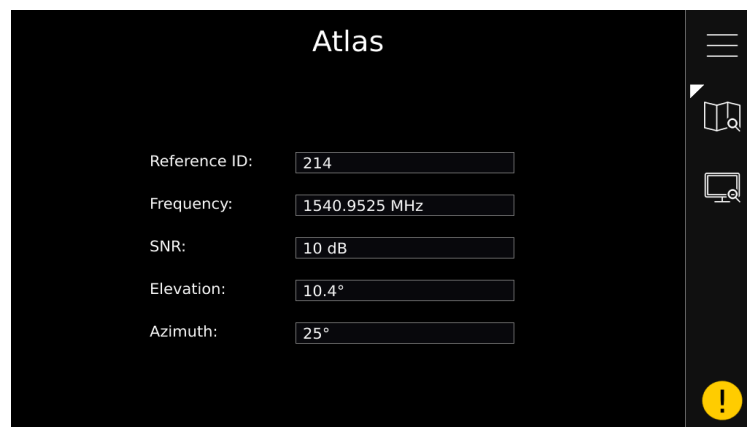 Atlas
Reference ID: 214
Frequency: 1540.9525 MHz
SNR: 10 dB
Elevation: 10.4°
Azimuth: 25°
!